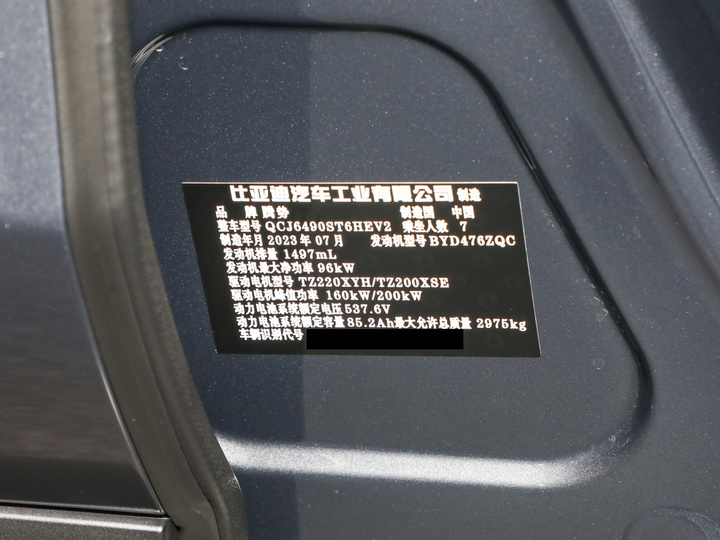 比亚迪汽车工业有限公司 制造
品 牌 腾势 制造国 中国
整车型号 QCJ6490ST6HEV2 乘坐人数 7
制造年月 2023 年 07 月 发动机型号 BYD476ZQC
发动机排量 1497mL
发动机最大净功率 96kW
驱动电机型号 TZ220XYH/TZ200XSE
驱动电机峰值功率 160kW/200kW
动力电池系统额定电压 537.6V
动力电池系统额定容量 85.2Ah 最大允许总质量 2975kg
车辆识别代号